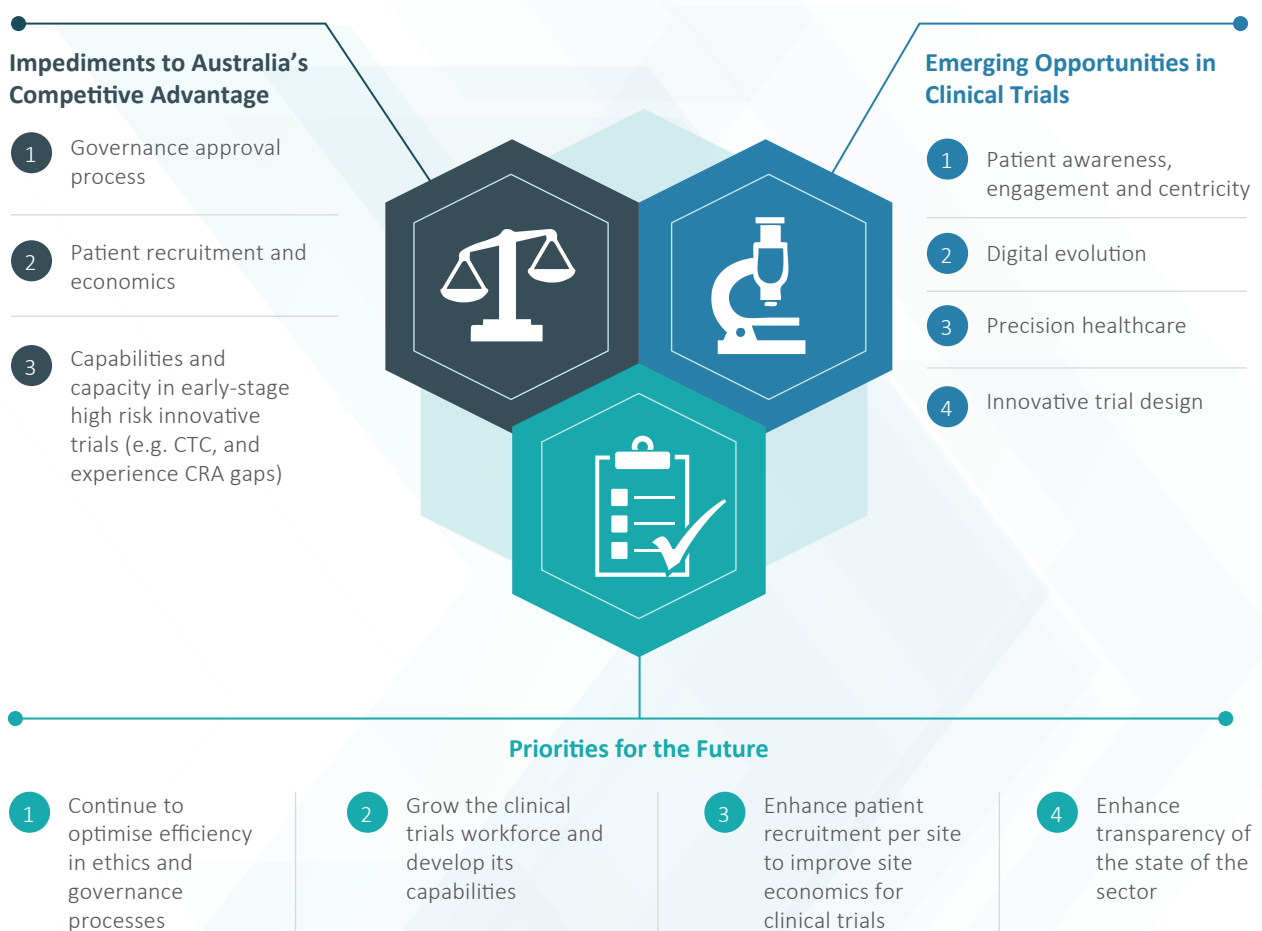 Impediments to Australia's
Competitive Advantage
1
Governance approval
process
2
Patient recruitment and
economics
3
Capabilities and
capacity in early-stage
high risk innovative
trials (e.g. CTC, and
experience CRA gaps)
Emerging Opportunities in
Clinical Trials
1
Patient awareness,
engagement and centricity
2
Digital evolution
3
Precision healthcare
4
Innovative trial design
Priorities for the Future
1
Continue to
optimise efficiency
in ethics and
governance
processes
2
Grow the clinical
trials workforce and
develop its
capabilities
3
Enhance patient
recruitment per site
to improve site
economics for
clinical trials
4
Enhance
transparency of
the state of the
sector